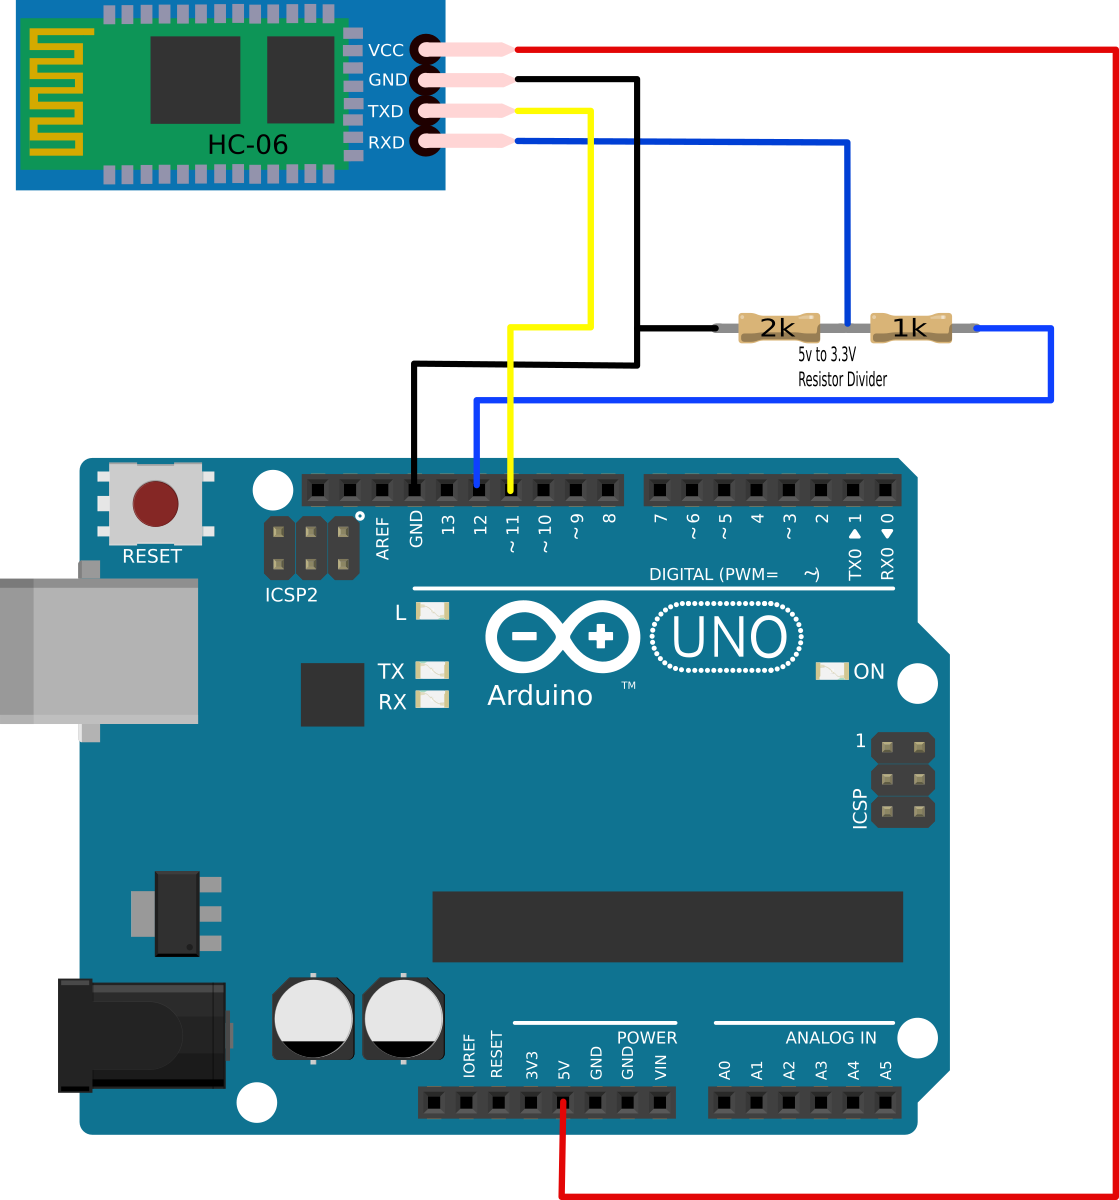 VCC
GND
TXD
RXD
HC-06
2k
1k
5v to 3.3V
Resistor Divider
RESET
ICSP2
AREF
GND
13
12
~ 11
~ 10
~ 9
8
7
~ 6
~ 5
4
~ 3
2
TX0 ▶ 1
RX0 ◀ 0
DIGITAL (PWM= ~)
L
TX
RX
Arduino
™
UNO
ON
1
ICSP
POWER
ANALOG IN
IOREF
RESET
3V3
5V
GND
GND
VIN
A0
A1
A2
A3
A4
A5